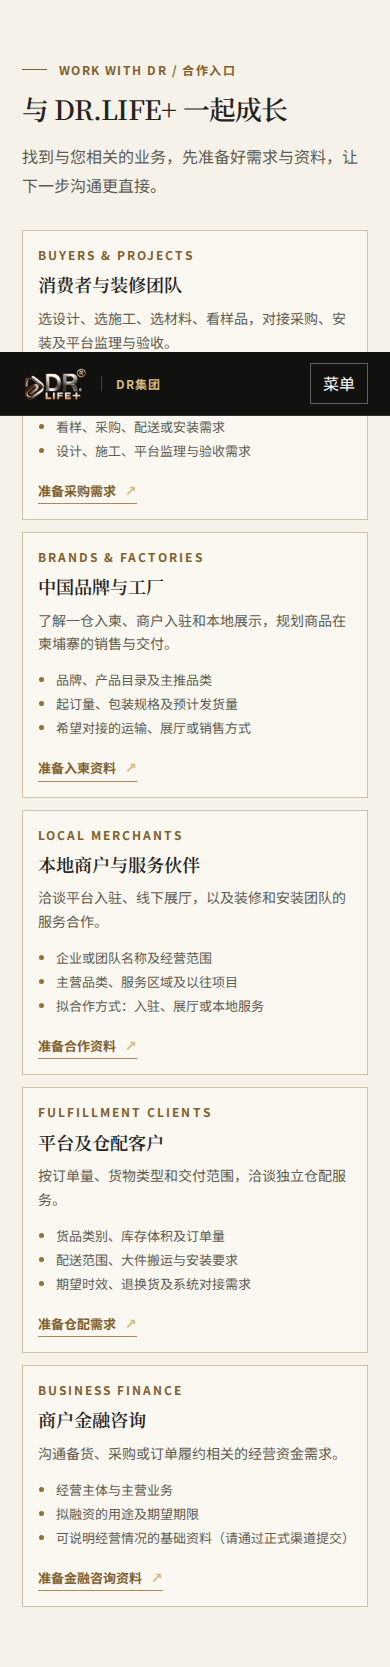 WORK WITH DR / 合作入口
与 DR.LIFE+ 一起成长
找到与您相关的业务，先准备好需求与资料，让
下一步沟通更直接。
BUYERS & PROJECTS
消费者与装修团队
选设计、选施工、选材料、看样品，对接采购、安
装及平台监理与验收。
DR.®
LIFE+
DR集团
菜单
看样、采购、配送或安装需求
设计、施工、平台监理与验收需求
准备采购需求 ↗
BRANDS & FACTORIES
中国品牌与工厂
了解一仓入柬、商户入驻和本地展示，规划商品在
柬埔寨的销售与交付。
品牌、产品目录及主推品类
起订量、包装规格及预计发货量
希望对接的运输、展厅或销售方式
准备入柬资料 ↗
LOCAL MERCHANTS
本地商户与服务伙伴
洽谈平台入驻、线下展厅，以及装修和安装团队的
服务合作。
企业或团队名称及经营范围
主营品类、服务区域及以往项目
拟合作方式：入驻、展厅或本地服务
准备合作资料 ↗
FULFILLMENT CLIENTS
平台及仓配客户
按订单量、货物类型和交付范围，洽谈独立仓配服
务。
货品类别、库存体积及订单量
配送范围、大件搬运与安装要求
期望时效、退换货及系统对接需求
准备仓配需求 ↗
BUSINESS FINANCE
商户金融咨询
沟通备货、采购或订单履约相关的经营资金需求。
经营主体与主营业务
拟融资的用途及期望期限
可说明经营情况的基础资料（请通过正式渠道提交）
准备金融咨询资料 ↗